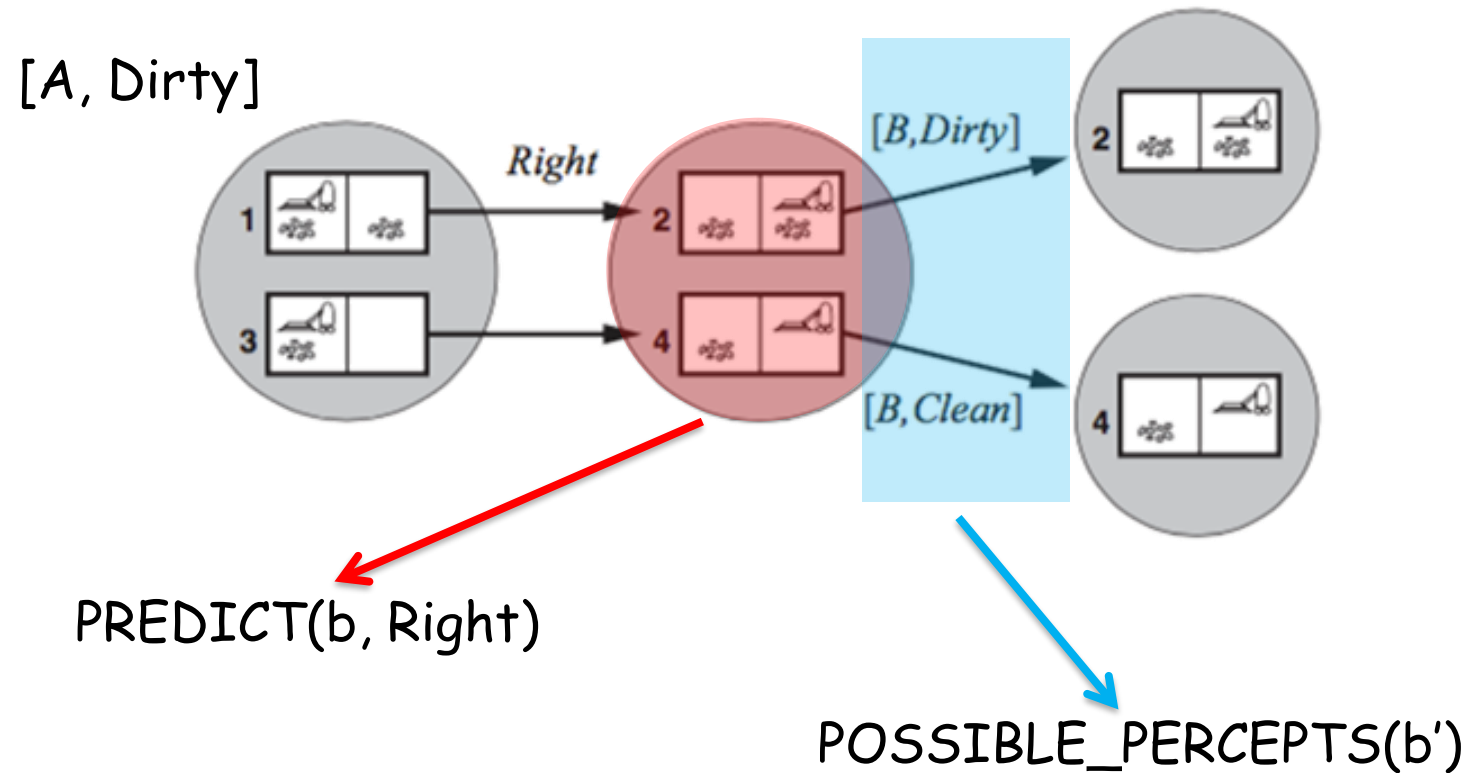 [A, Dirty]
Right
[B,Dirty]
2
1
2
3
4
[B,Clean]
4
PREDICT(b, Right)
POSSIBLE_PERCEPTS(b’)